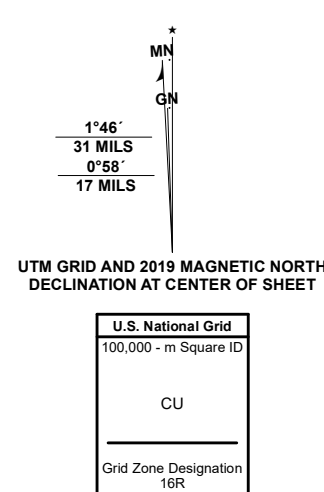 ★
MN
GN
1°46´
31 MILS
0°58´
17 MILS
UTM GRID AND 2019 MAGNETIC NORTH
DECLINATION AT CENTER OF SHEET
U.S. National Grid
100,000 - m Square ID
CU
Grid Zone Designation
16R